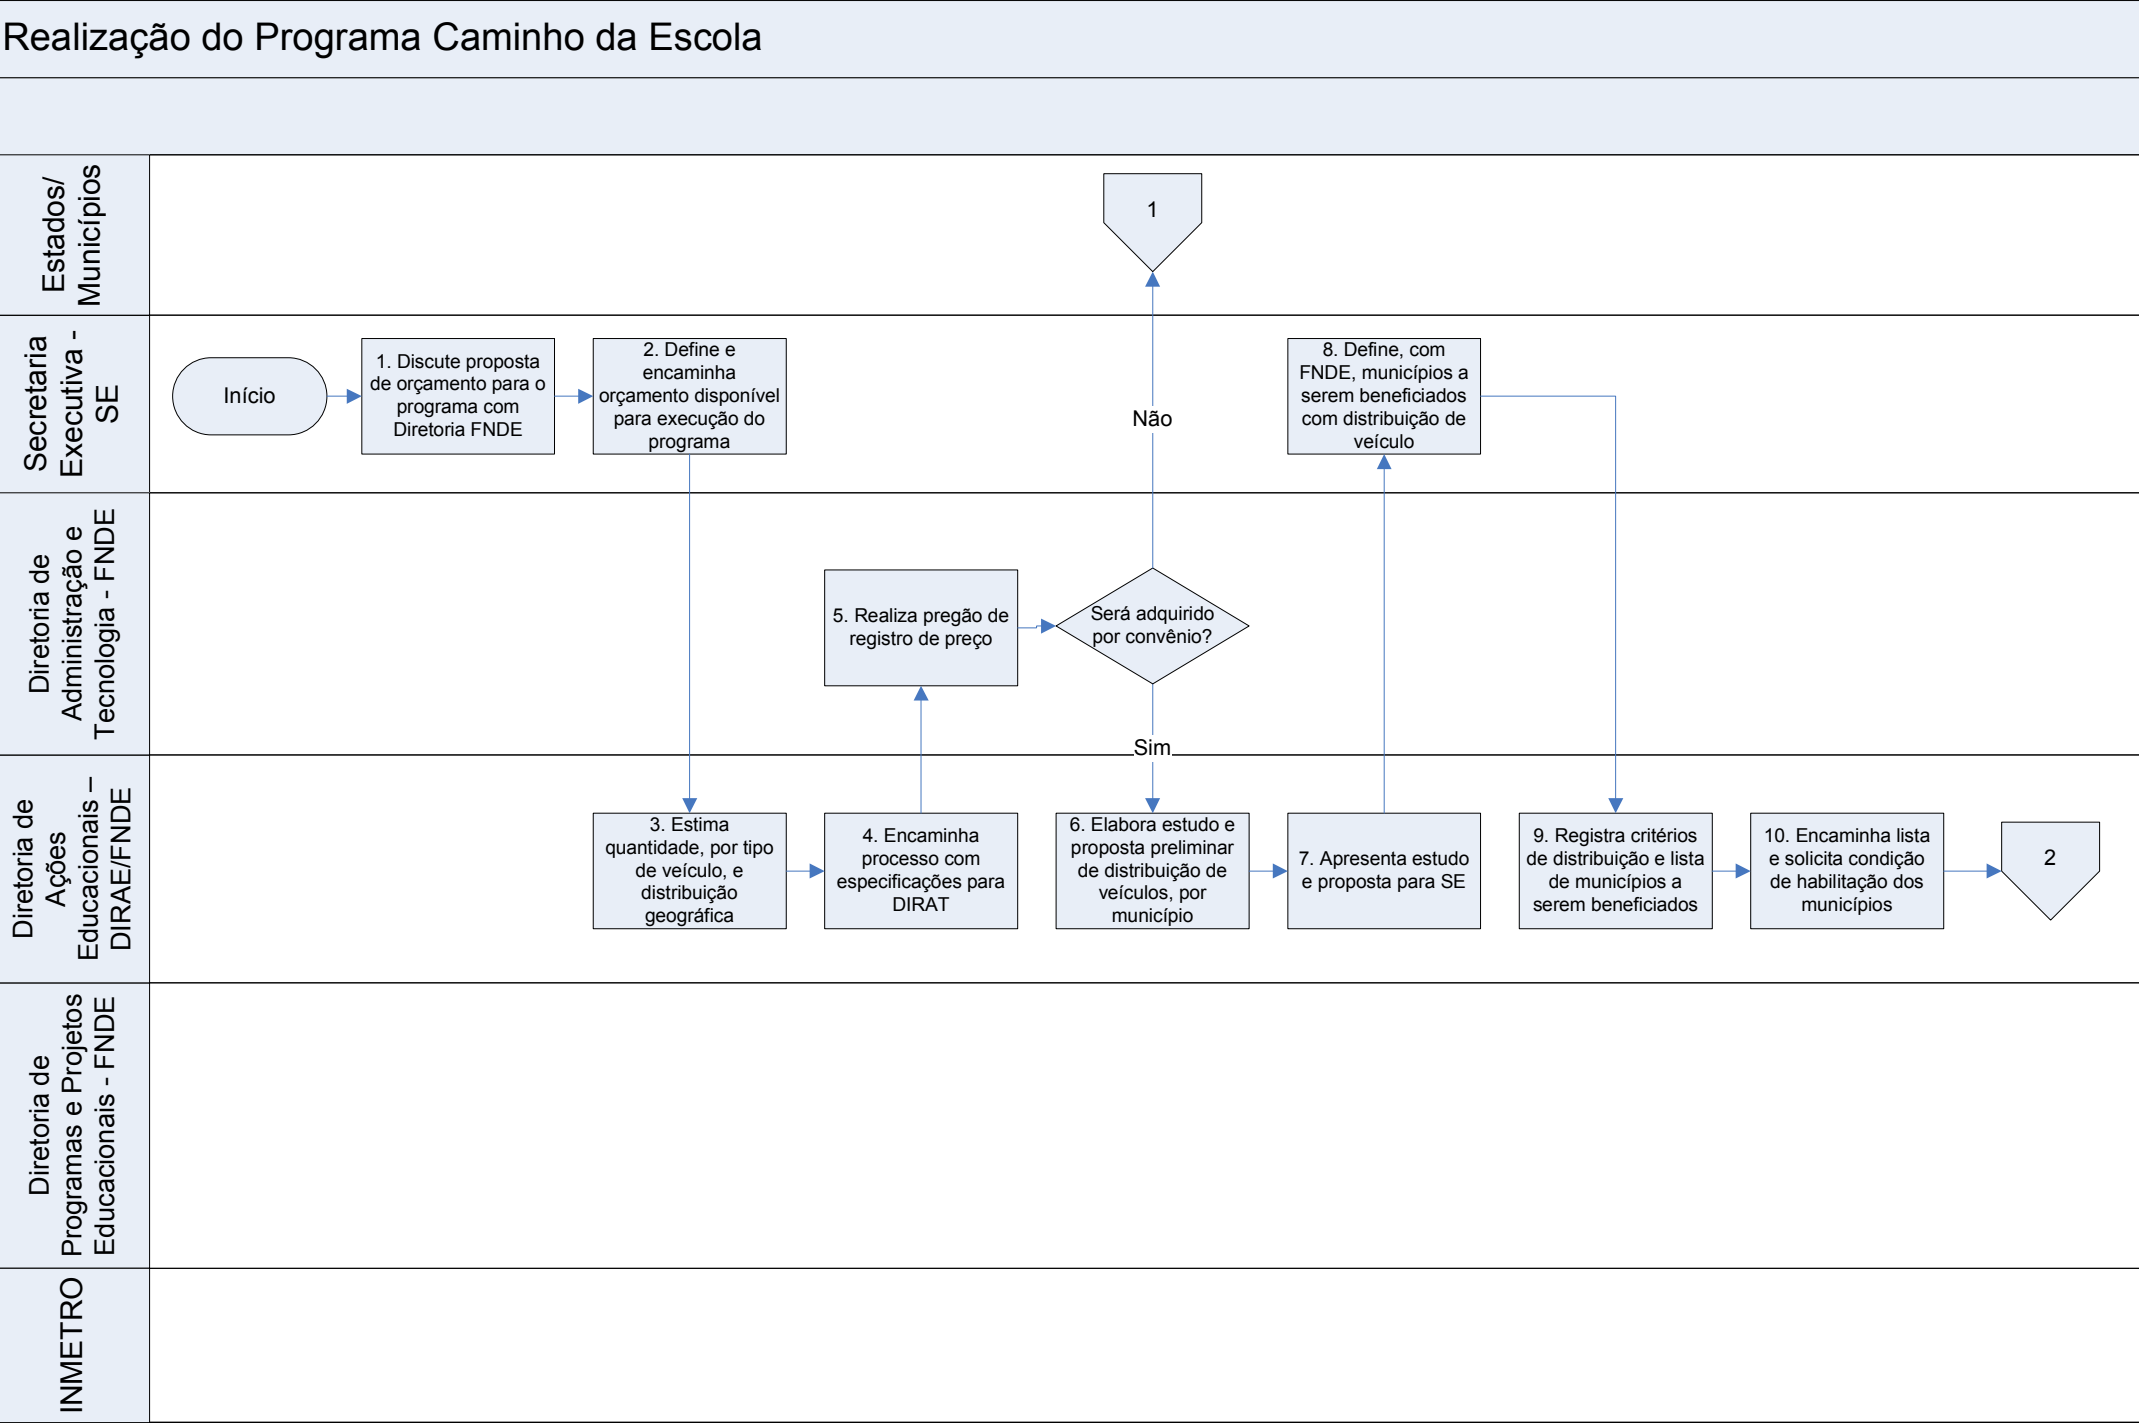 Realização do Programa Caminho da Escola
Estados/
Municípios
1
Secretaria
Executiva -
SE
Início
1. Discute proposta
de orçamento para o
programa com
Diretoria FNDE
2. Define e
encaminha
orçamento disponível
para execução do
programa
Não
8. Define, com
FNDE, municípios a
serem beneficiados
com distribuição de
veículo
Diretoria de
Administração e
Tecnologia - FNDE
5. Realiza pregão de
registro de preço
Será adquirido
por convênio?
Sim
Diretoria de
Ações
Educacionais –
DIRAE/FNDE
3. Estima
quantidade, por tipo
de veículo, e
distribuição
geográfica
4. Encaminha
processo com
especificações para
DIRAT
6. Elabora estudo e
proposta preliminar
de distribuição de
veículos, por
município
7. Apresenta estudo
e proposta para SE
9. Registra critérios
de distribuição e lista
de municípios a
serem beneficiados
10. Encaminha lista
e solicita condição
de habilitação dos
municípios
2
Diretoria de
Programas e Projetos
Educacionais - FNDE
INMETRO